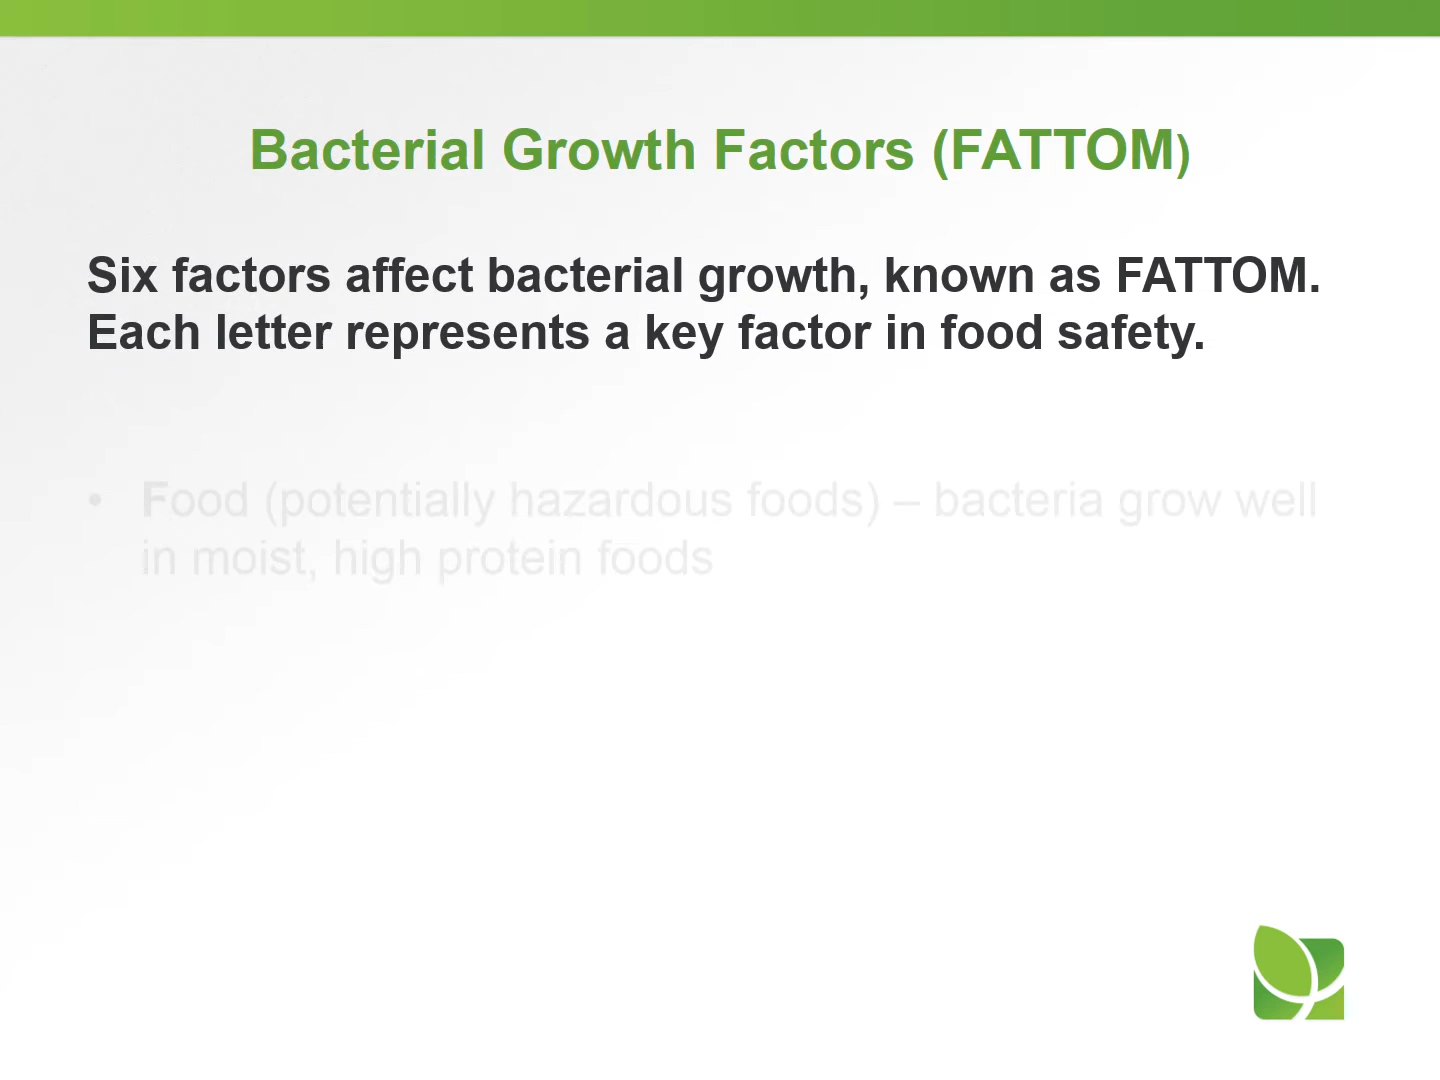 Bacterial Growth Factors (FATTOM)
Six factors affect bacterial growth, known as FATTOM.
Each letter represents a key factor in food safety.
• Food (potentially hazardous foods) – bacteria grow well
in moist, high protein foods